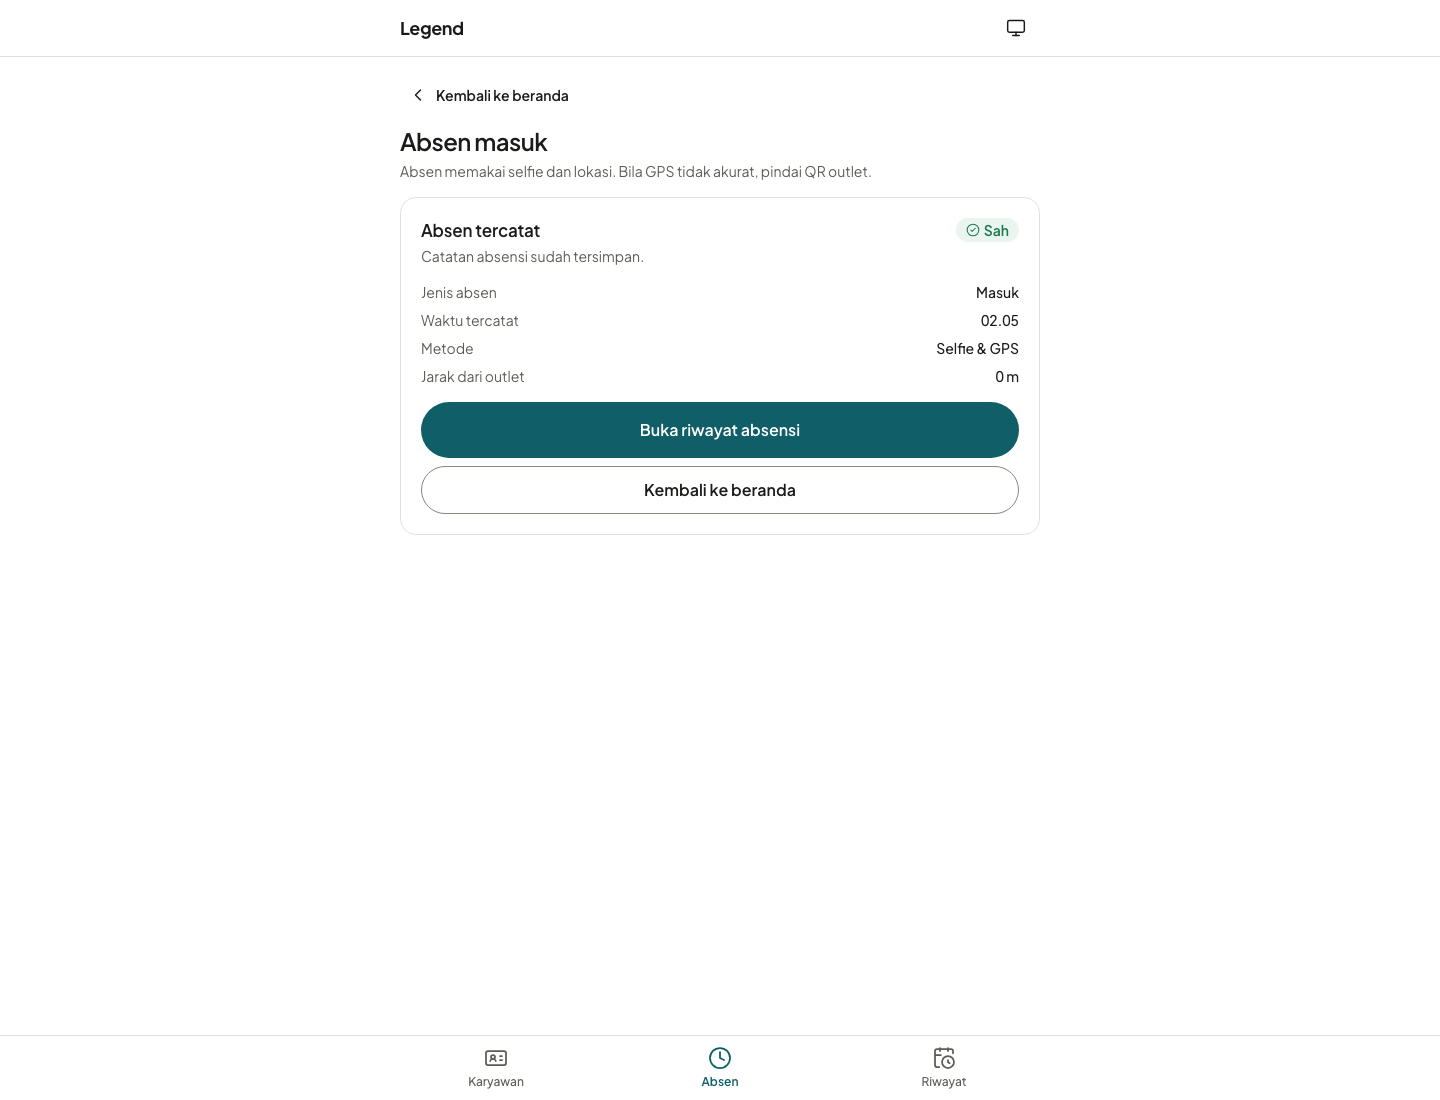 Legend
Kembali ke beranda
Absen masuk
Absen memakai selfie dan lokasi. Bila GPS tidak akurat, pindai QR outlet.
Absen tercatat
Sah
Catatan absensi sudah tersimpan.
Jenis absen
Masuk
Waktu tercatat
02.05
Metode
Selfie & GPS
Jarak dari outlet
0 m
Buka riwayat absensi
Kembali ke beranda
Karyawan
Absen
Riwayat